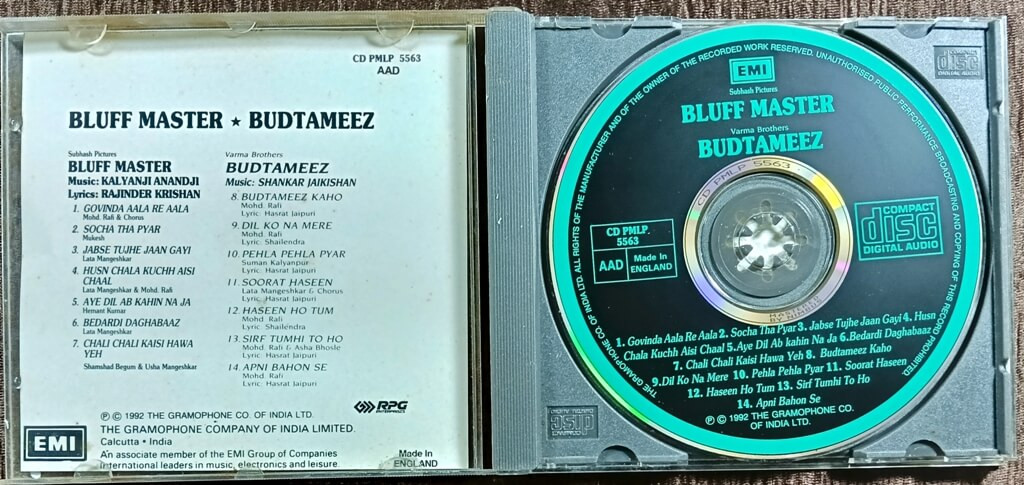 CD PMLP 5563
AAD
BLUFF MASTER ★ BUDTAMEEZ
Subhash Pictures
BLUFF MASTER
Music: KALYANJI ANANDJI
Lyrics: RAJINDER KRISHAN
1. GOVINDA AALA RE AALA
Mohd. Rafi & Chorus
2. SOCHA THA PYAR
Mukesh
3. JABSE TUJHE JAAN GAYI
Lata Mangeshkar
4. HUSN CHALA KUCHH AISI
CHAAL
Lata Mangeshkar & Mohd. Rafi
5. AYE DIL AB KAHIN NA JA
Hemant Kumar
6. BEDARDI DAGHABAAZ
Lata Mangeshkar
7. CHALI CHALI KAISI HAWA
YEH
Shamshad Begum & Usha Mangeshkar
Varma Brothers
BUDTAMEEZ
Music: SHANKAR JAIKISHAN
8. BUDTAMEEZ KAHO
Mohd. Rafi
Lyric: Hasrat Jaipuri
9. DIL KO NA MERE
Mohd. Rafi
Lyric: Shailendra
10. PEHLA PEHLA PYAR
Suman Kalyanpur
Lyric: Hasrat Jaipuri
11. SOORAT HASEEN
Lata Mangeshkar & Chorus
Lyric: Hasrat Jaipuri
12. HASEEN HO TUM
Mohd. Rafi
Lyric: Shailendra
13. SIRF TUMHI TO HO
Mohd. Rafi & Asha Bhosle
Lyric: Hasrat Jaipuri
14. APNI BAHON SE
Mohd. Rafi
Lyric: Hasrat Jaipuri
RPG
ENTERPRISES
℗ © 1992 THE GRAMOPHONE CO. OF INDIA LTD.
THE GRAMOPHONE COMPANY OF INDIA LIMITED.
Calcutta • India
EMI
An associate member of the EMI Group of Companies
International leaders in music, electronics and leisure
Made in
ENGLAND
COMPACT
disc
DIGITAL AUDIO
ALL RIGHTS OF THE MANUFACTURER AND OF THE OWNER OF THE RECORDED WORK RESERVED. UNAUTHORISED PUBLIC PERFORMANCE BROADCASTING AND COPYING OF THIS RECORD PROHIBITED.
THE GRAMOPHONE CO. OF INDIA LTD.
EMI
Subhash Pictures
BLUFF MASTER
Varma Brothers
BUDTAMEEZ
CD PMLP 5563
CD PMLP
5563
AAD
Made in
ENGLAND
COMPACT
disc
DIGITAL AUDIO
1. Govinda Aala Re Aala 2. Socha Tha Pyar 3. Jabse Tujhe Jaan Gayi 4. Husn
Chala Kuchh Aisi Chaal 5. Aye Dil Ab kahin Na Ja 6. Bedardi Daghabaaz
7. Chali Chali Kaisi Hawa Yeh 8. Budtameez Kaho
9. Dil Ko Na Mere 10. Pehla Pehla Pyar 11. Soorat Haseen
12. Haseen Ho Tum 13. Sirf Tumhi To Ho
14. Apni Bahon Se
℗ © 1992 THE GRAMOPHONE CO.
OF INDIA LTD.
COMPACT
disc
DIGITAL AUDIO